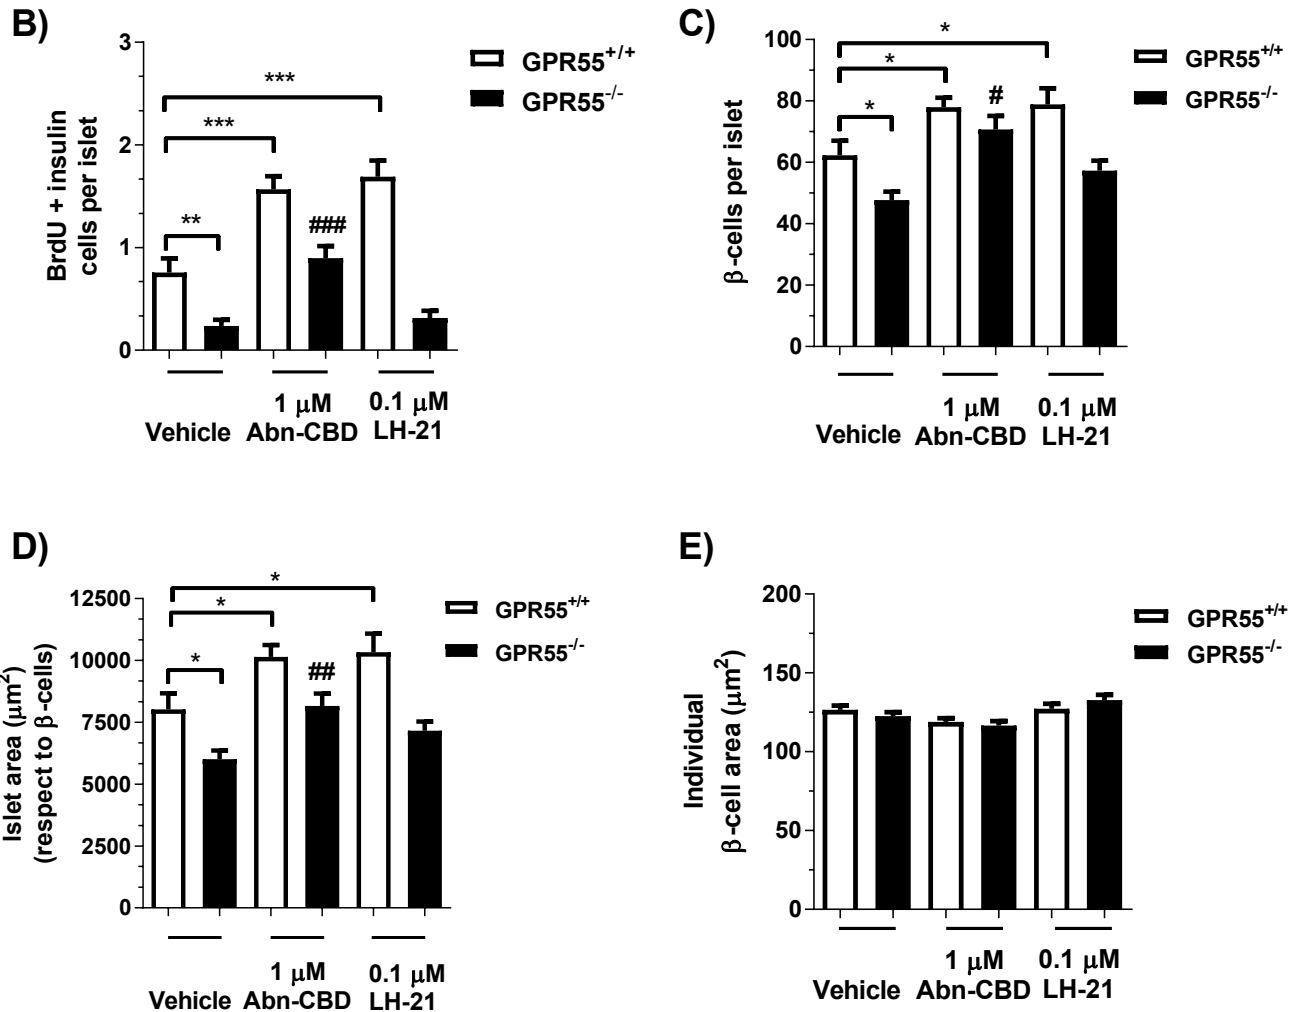 B)
3
2
1
0
BrdU + insulin
cells per islet
***
***
**
###
GPR55+/+
GPR55-/-
Vehicle
1 μM
Abn-CBD
0.1 μM
LH-21
C)
100
80
60
40
20
0
β-cells per islet
*
*
*
#
GPR55+/+
GPR55-/-
Vehicle
1 μM
Abn-CBD
0.1 μM
LH-21
D)
12500
10000
7500
5000
2500
0
Islet area (μm2)
(respect to β-cells)
*
*
*
##
GPR55+/+
GPR55-/-
Vehicle
1 μM
Abn-CBD
0.1 μM
LH-21
E)
200
150
100
50
0
Individual
β-cell area (μm2)
GPR55+/+
GPR55-/-
Vehicle
1 μM
Abn-CBD
0.1 μM
LH-21